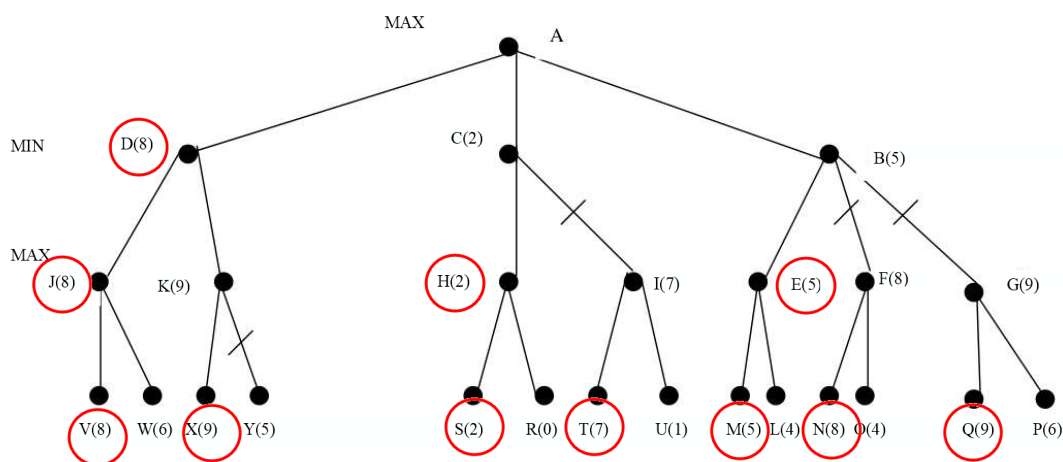 MAX
A
MIN
D(8)
C(2)
B(5)
MAX
J(8)
K(9)
H(2)
I(7)
E(5)
F(8)
G(9)
V(8)
W(6)
X(9)
Y(5)
S(2)
R(0)
T(7)
U(1)
M(5)
L(4)
N(8)
O(4)
Q(9)
P(6)